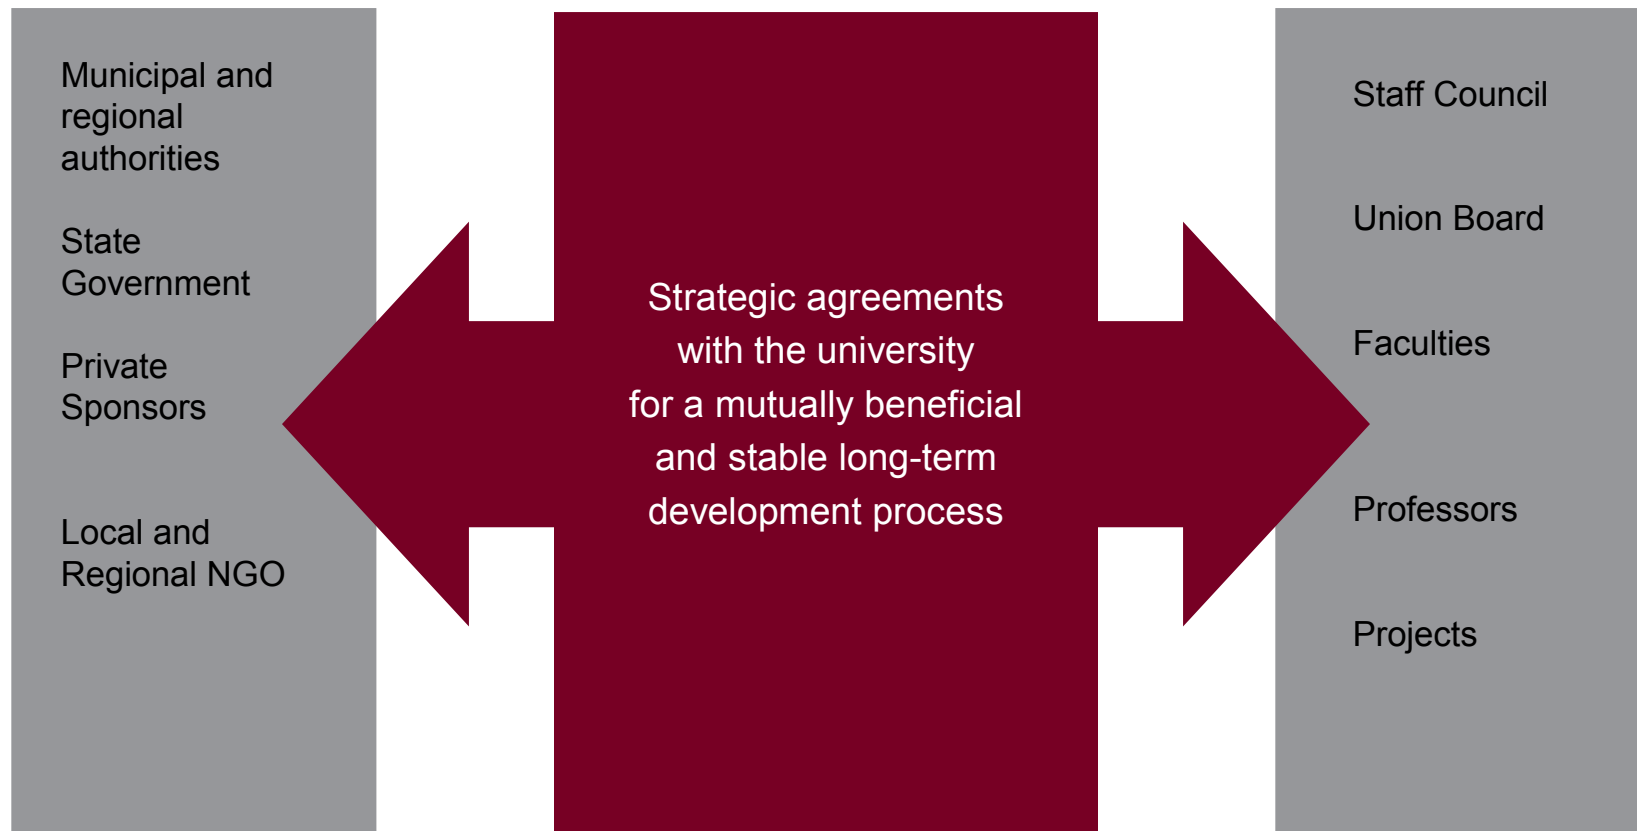 Municipal and
regional
authorities
State
Government
Private
Sponsors
Local and
Regional NGO
Strategic agreements
with the university
for a mutually beneficial
and stable long-term
development process
Staff Council
Union Board
Faculties
Professors
Projects